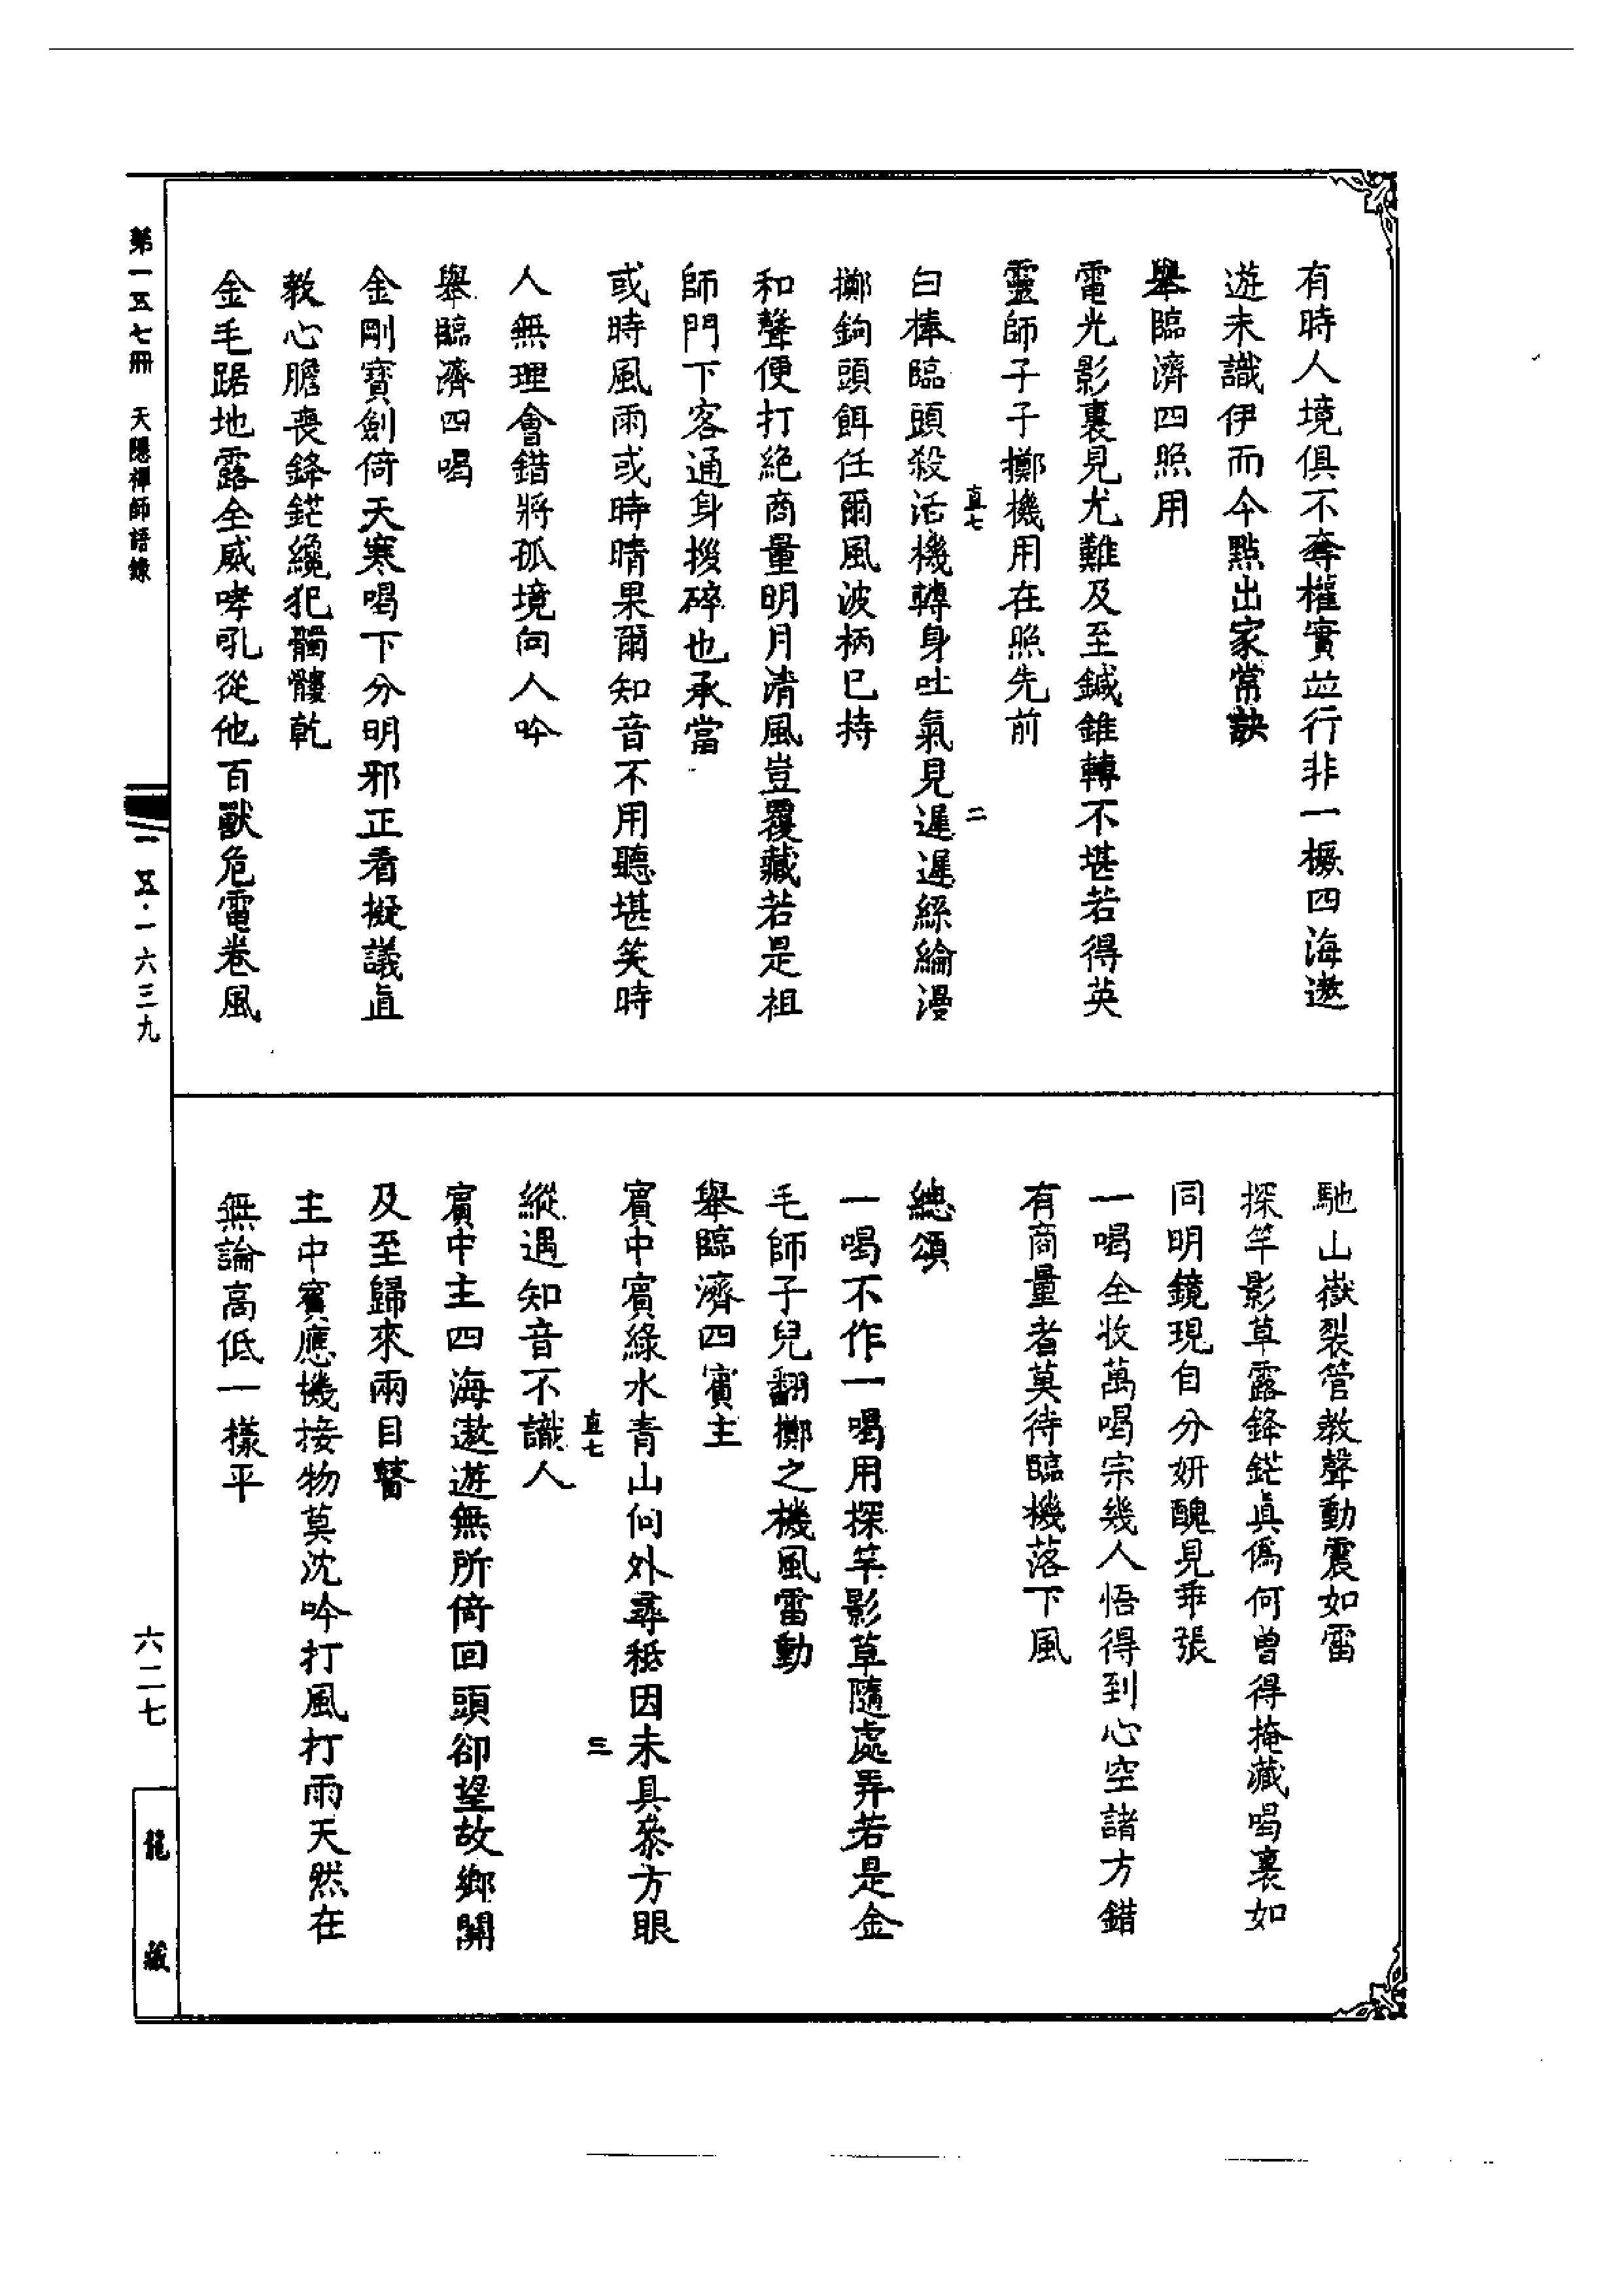 有時人境俱不奪權實並行非一橛四海遨
遊未識伊而今點出家常訣
舉臨濟四照用
電光影裏見尤難及至鍼錐轉不堪若得英
靈師子子擲機用在照先前
直七
二
白棒臨頭殺活機轉身吐氣見遲遲絲綸漫
擲鉤頭餌任爾風波柄已持
和聲便打絕商量明月清風豈覆藏若是祖
師門下客通身拶碎也承當
或時風雨或時晴果爾知音不用聽堪笑時
人無理會錯將孤境向人吟
舉臨濟四喝
金剛寶劍倚天寒喝下分明邪正看擬議直
教心膽喪鋒鋩纔犯髑髏乾
金毛踞地露全威哮吼從他百獸危電卷風
馳山嶽裂管教聲動震如雷
探竿影草露鋒鋩眞僞何曾得掩藏喝裏如
同明鏡現自分妍醜見乖張
一喝全收萬喝宗幾人悟得到心空諸方錯
有商量者莫待臨機落下風
總頌
一喝不作一喝用探竿影草隨處弄若是金
毛師子兒翻擲之機風雷動
舉臨濟四賓主
賓中賓綠水青山何外尋秪因未具參方眼
直七
三
縱遇知音不識人
賓中主四海遨遊無所倚回頭卻望故鄉關
及至歸來兩目瞽
主中賓應機接物莫沈吟打風打雨天然在
無論高低一樣平
第一五七冊 天隱禪師語錄
一五·一六三九
六二七
龍藏